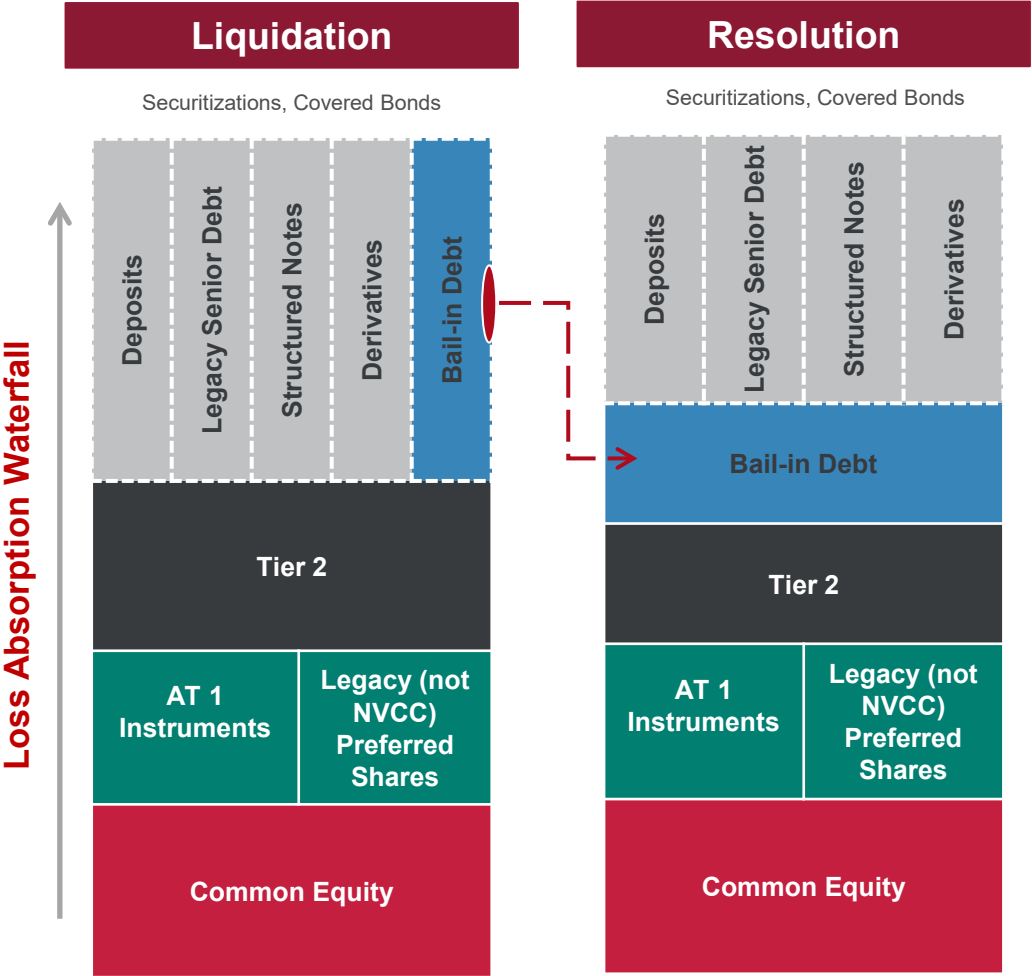 Liquidation
Securitizations, Covered Bonds
Deposits
Legacy Senior Debt
Structured Notes
Derivatives
Bail-in Debt
Tier 2
AT 1
Instruments
Legacy (not
NVCC)
Preferred
Shares
Common Equity
Loss Absorption Waterfall
Resolution
Securitizations, Covered Bonds
Deposits
Legacy Senior Debt
Structured Notes
Derivatives
Bail-in Debt
Tier 2
AT 1
Instruments
Legacy (not
NVCC)
Preferred
Shares
Common Equity